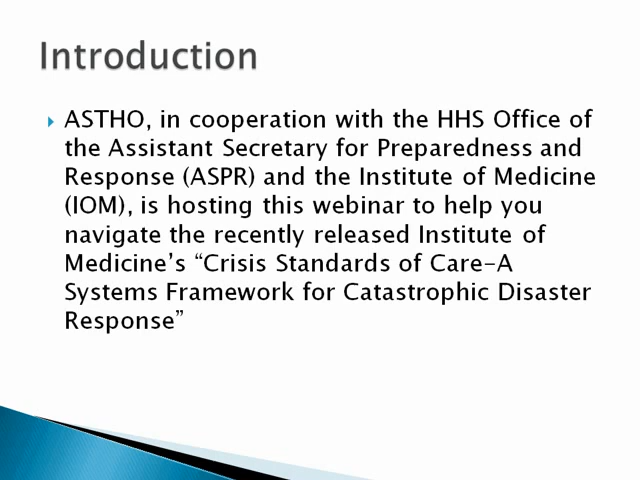 Introduction
ASTHO, in cooperation with the HHS Office of
the Assistant Secretary for Preparedness and
Response (ASPR) and the Institute of Medicine
(IOM), is hosting this webinar to help you
navigate the recently released Institute of
Medicine’s “Crisis Standards of Care-A
Systems Framework for Catastrophic Disaster
Response”